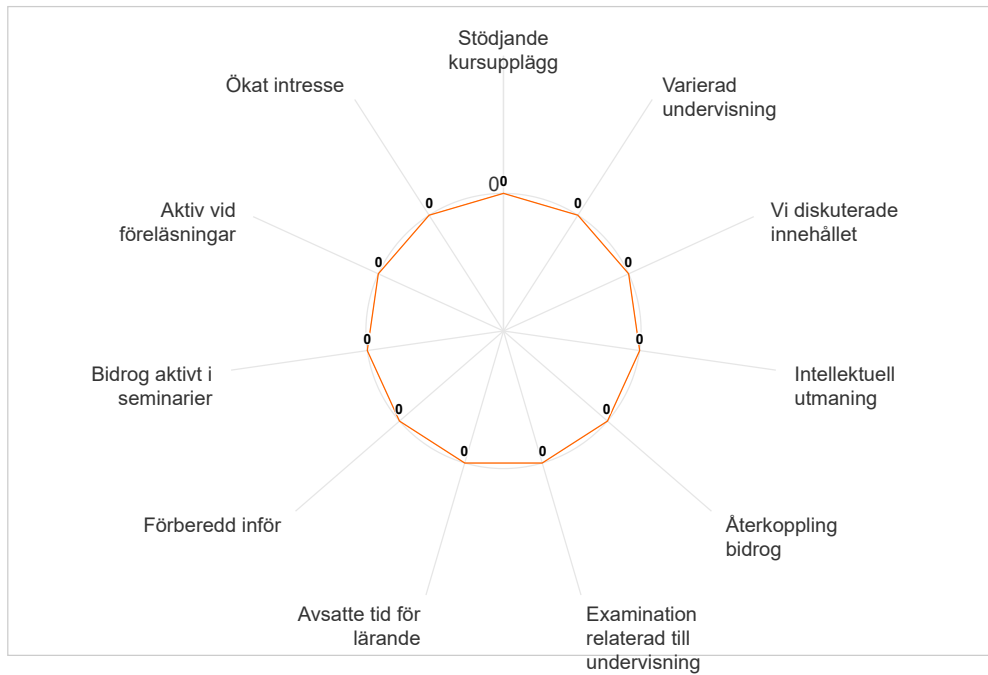 Stödjande
kursupplägg
Ökat intresse
Varierad
undervisning
0
0
0
0
Aktiv vid
föreläsningar
Vi diskuterade
innehållet
0
0
0
0
Bidrog aktivt i
seminarier
Intellektuell
utmaning
0
0
0
0
Förberedd inför
Återkoppling
bidrog
Avsatte tid för
lärande
Examination
relaterad till
undervisning